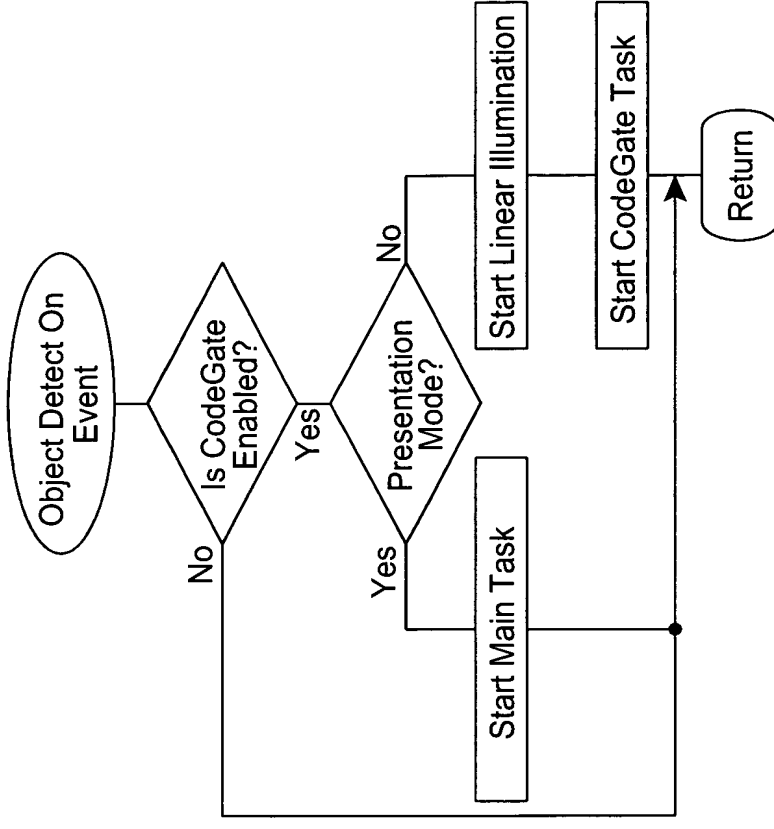 Object Detect On
Event
Is CodeGate
Enabled?
No
Yes
Presentation
Mode?
Yes
No
Start Main Task
Start Linear Illumination
Start CodeGate Task
Return